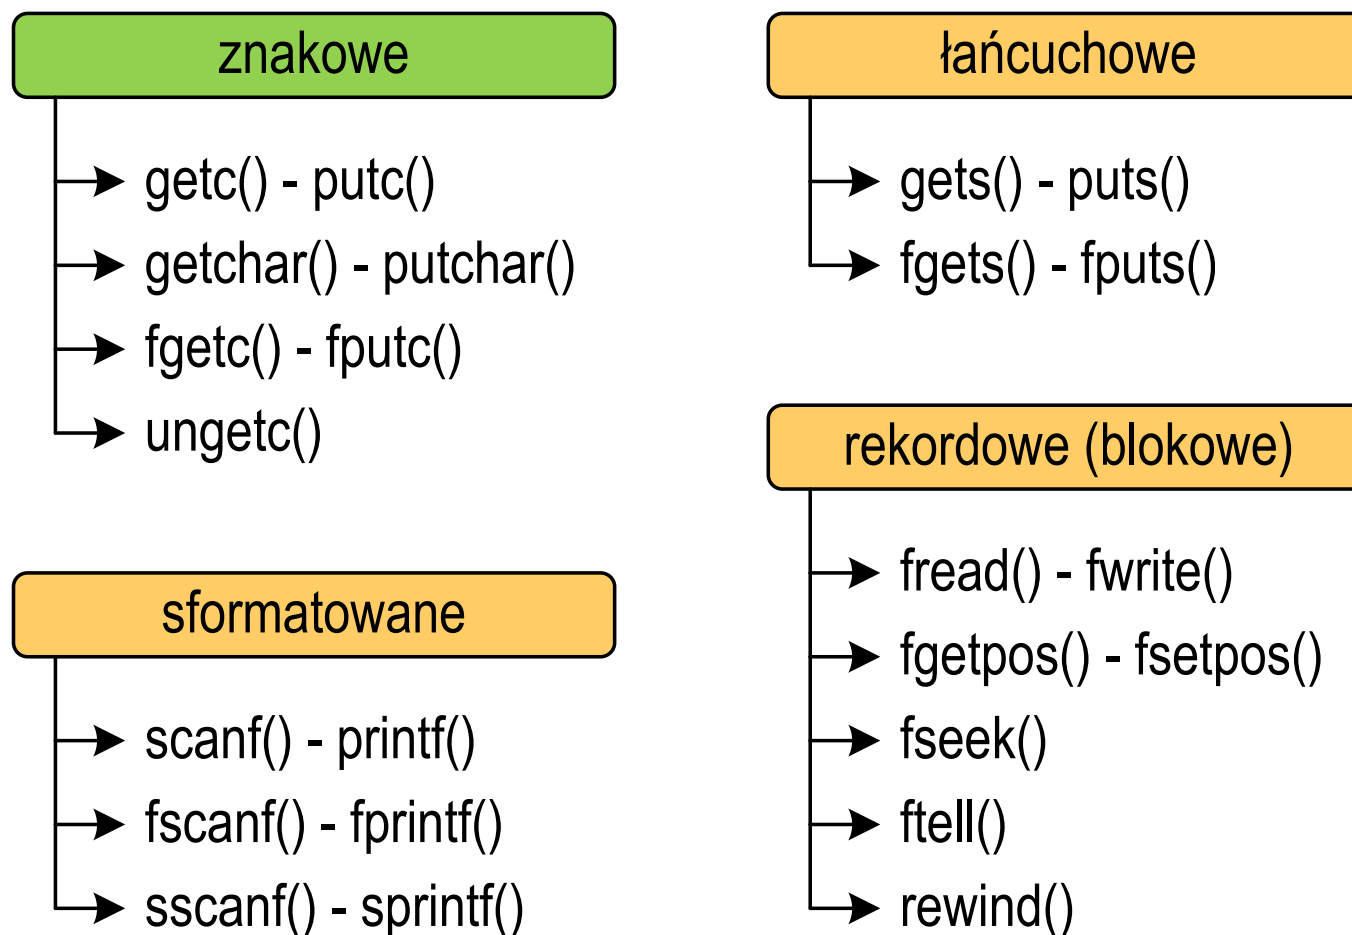 znakowe
getc() - putc()
getchar() - putchar()
fgetc() - fputc()
ungetc()
sformatowane
scanf() - printf()
fscanf() - fprintf()
sscanf() - sprintf()
łańcuchowe
gets() - puts()
fgets() - fputs()
rekordowe (blokowe)
fread() - fwrite()
fgetpos() - fsetpos()
fseek()
ftell()
rewind()